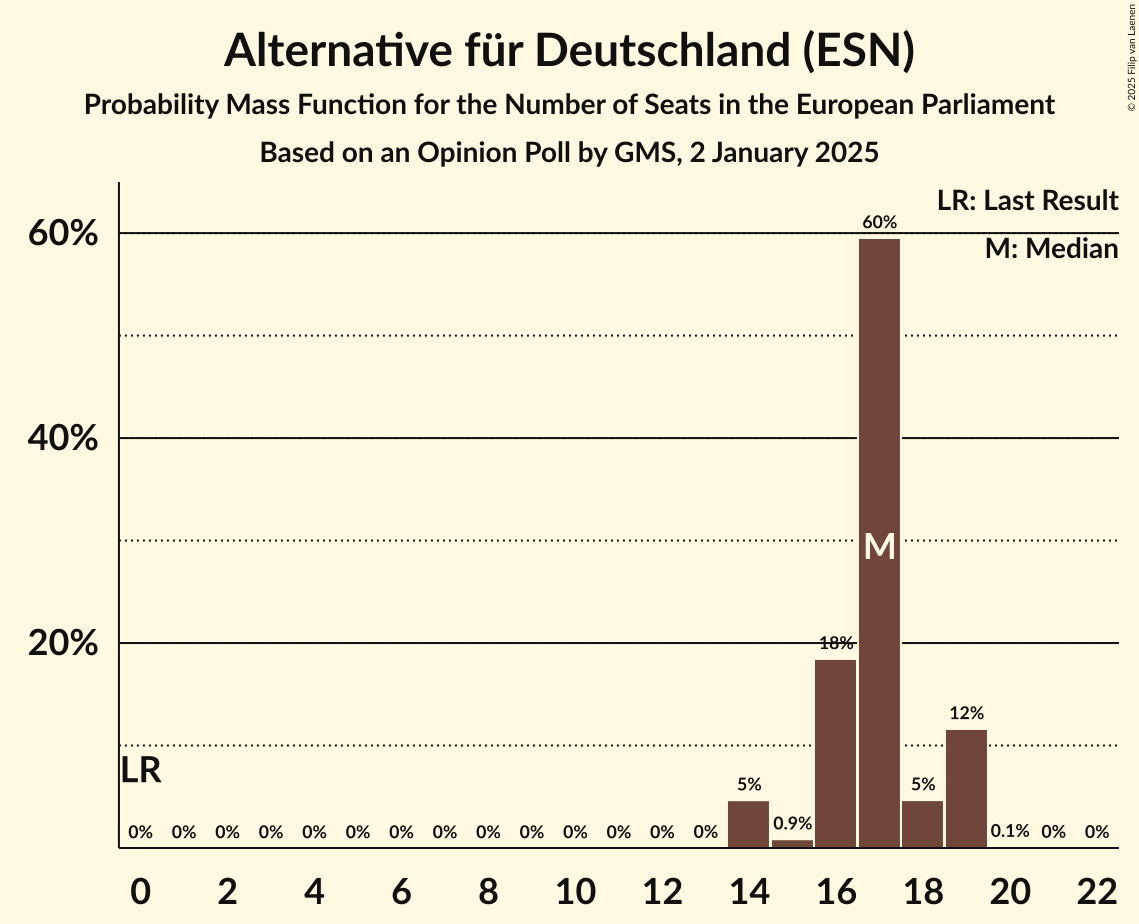 Alternative für Deutschland (ESN)
Probability Mass Function for the Number of Seats in the European Parliament
Based on an Opinion Poll by GMS, 2 January 2025
© 2025 Filip van Laenen
LR: Last Result
M: Median
60%
40%
20%
60%
M
18%
12%
LR
5%
5%
0% 0% 0% 0% 0% 0% 0% 0% 0% 0% 0% 0% 0% 0% 0.9% 0.1% 0% 0%
0 2 4 6 8 10 12 14 16 18 20 22